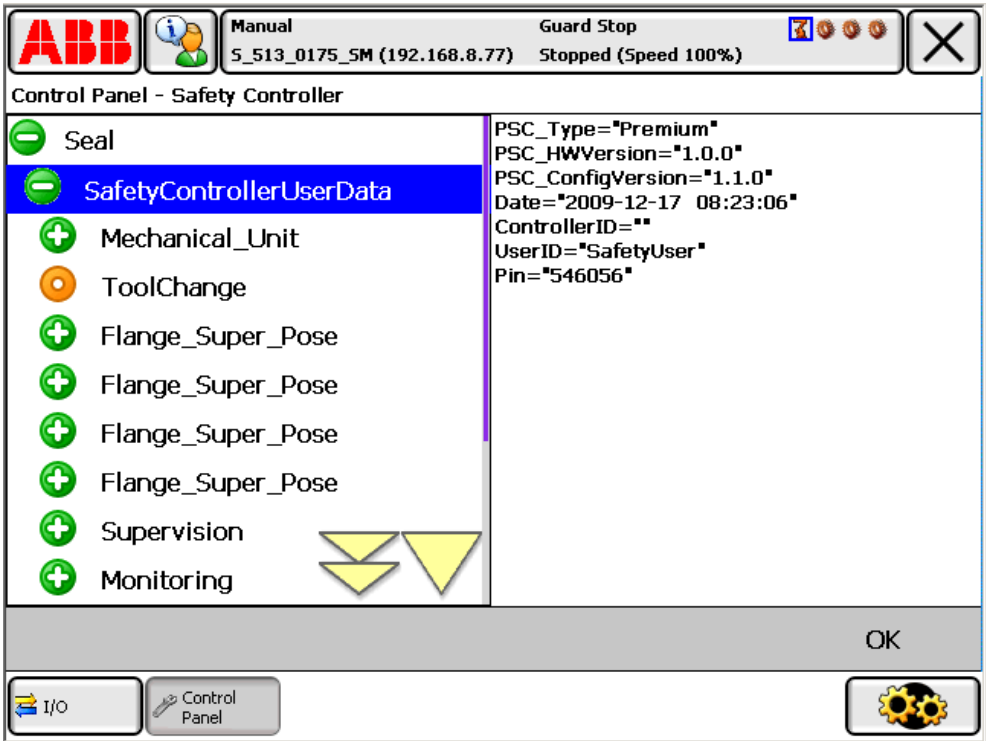 ABB
Manual
Guard Stop
S_513_0175_SM (192.168.8.77)
Stopped (Speed 100%)
Control Panel - Safety Controller
Seal
SafetyControllerUserData
Mechanical_Unit
ToolChange
Flange_Super_Pose
Flange_Super_Pose
Flange_Super_Pose
Flange_Super_Pose
Supervision
Monitoring
PSC_Type="Premium"
PSC_HWVersion="1.0.0"
PSC_ConfigVersion="1.1.0"
Date="2009-12-17 08:23:06"
ControllerID=""
UserID="SafetyUser"
Pin="546056"
OK
I/O
Control
Panel